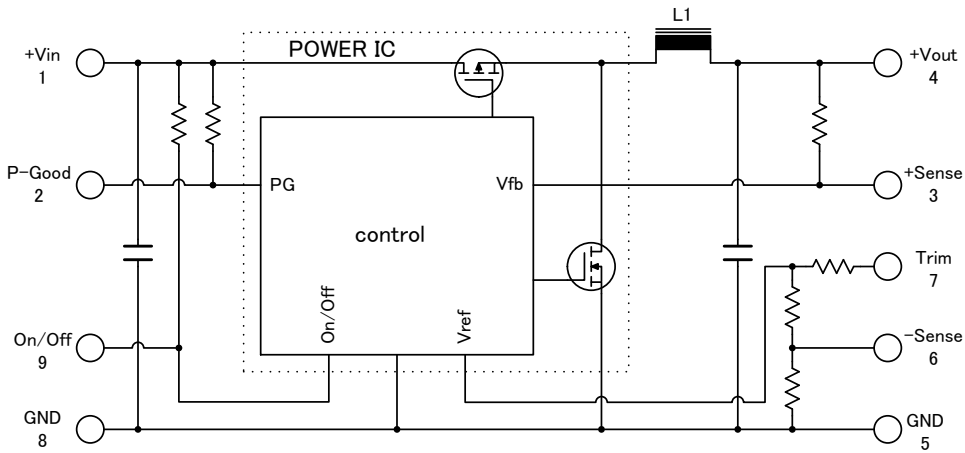 L1
POWER IC
+Vin
1
+Vout
4
P-Good
2
PG
Vfb
+Sense
3
control
Trim
7
On/Off
Vref
On/Off
9
-Sense
6
GND
8
GND
5